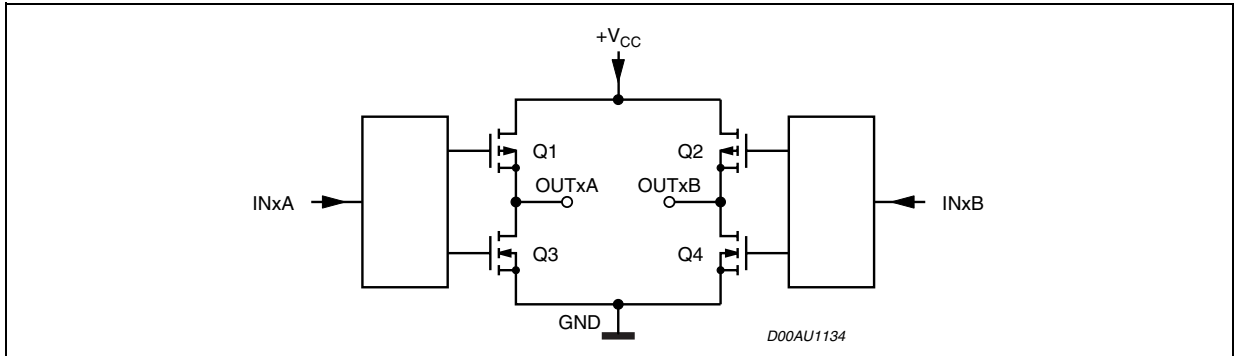 +VCC
Q1
Q2
OUTxA
OUTxB
INxA
INxB
Q3
Q4
GND
D00AU1134